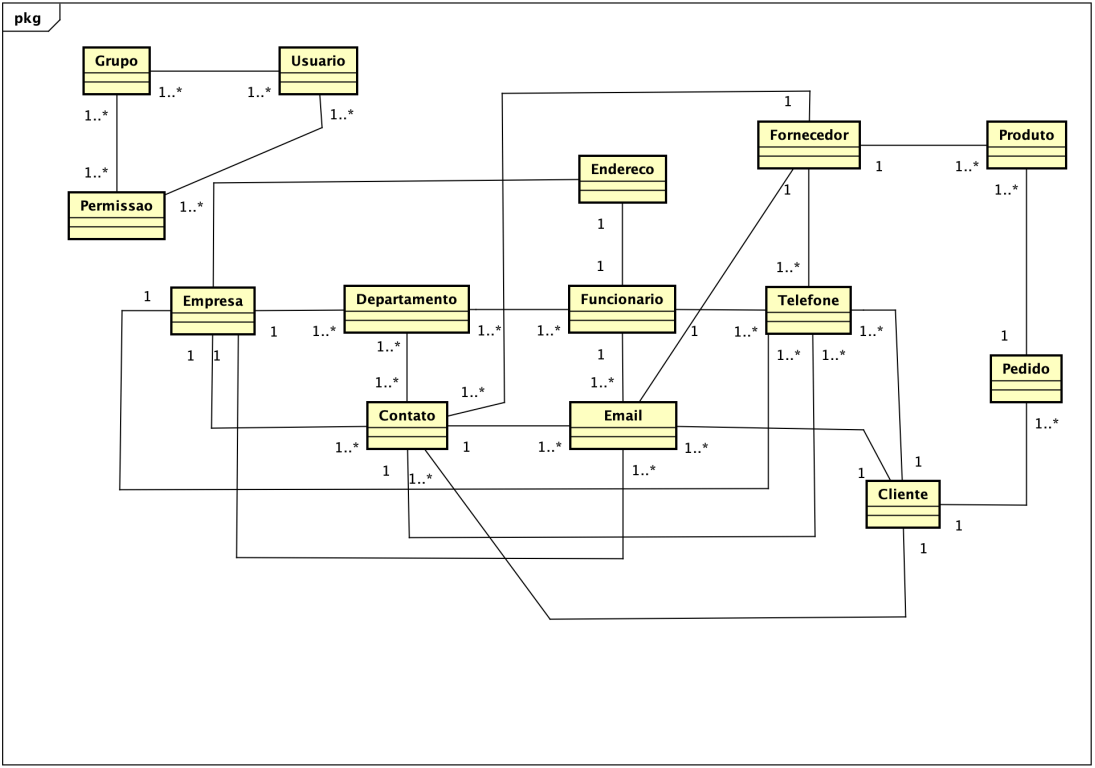 pkg
Grupo
Usuario
1..*
1..*
1..*
1..*
1
Fornecedor
Produto
Endereco
1
1..*
1..*
Permissao
1..*
1
1..*
1
1
1..*
1
Empresa
Departamento
Funcionario
Telefone
1
1..*
1..*
1..*
1
1..*
1..*
1
1
1..*
1
1..*
1..*
1
Pedido
1..*
1..*
1..*
Contato
Email
1..*
1..*
1
1..*
1..*
1
1..*
1..*
1
1
Cliente
1
1